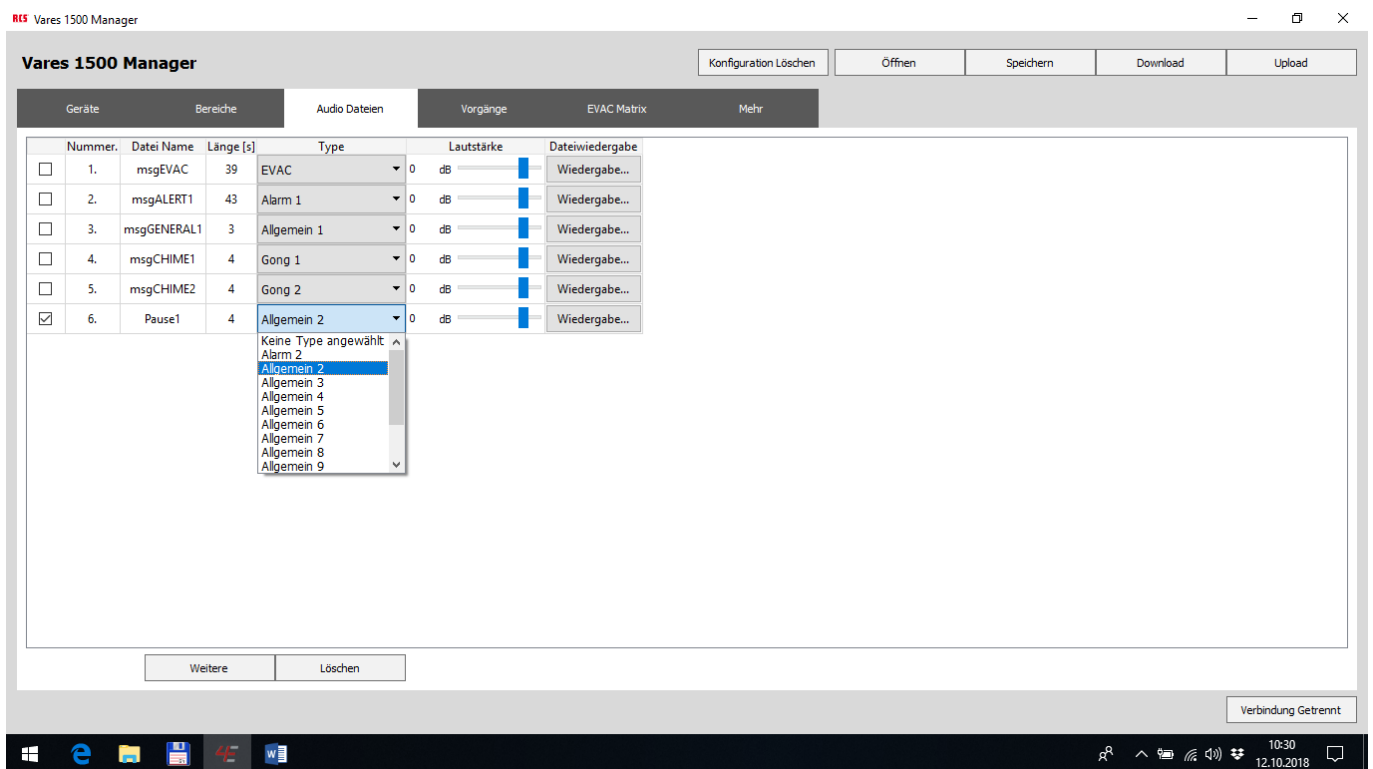 RCS Vares 1500 Manager
Vares 1500 Manager
Konfiguration Löschen Öffnen Speichern Download Upload
Geräte Bereiche Audio Dateien Vorgänge EVAC Matrix Mehr
Nummer. Datei Name Länge [s] Type Lautstärke Dateiwiedergabe
1. msgEVAC 39 EVAC 0 dB Wiedergabe...
2. msgALERT1 43 Alarm 1 0 dB Wiedergabe...
3. msgGENERAL1 3 Allgemein 1 0 dB Wiedergabe...
4. msgCHIME1 4 Gong 1 0 dB Wiedergabe...
5. msgCHIME2 4 Gong 2 0 dB Wiedergabe...
6. Pause1 4 Allgemein 2 0 dB Wiedergabe...
Keine Type angewählt
Alarm 2
Allgemein 2
Allgemein 3
Allgemein 4
Allgemein 5
Allgemein 6
Allgemein 7
Allgemein 8
Allgemein 9
Weitere Löschen
Verbindung Getrennt
10:30
12.10.2018